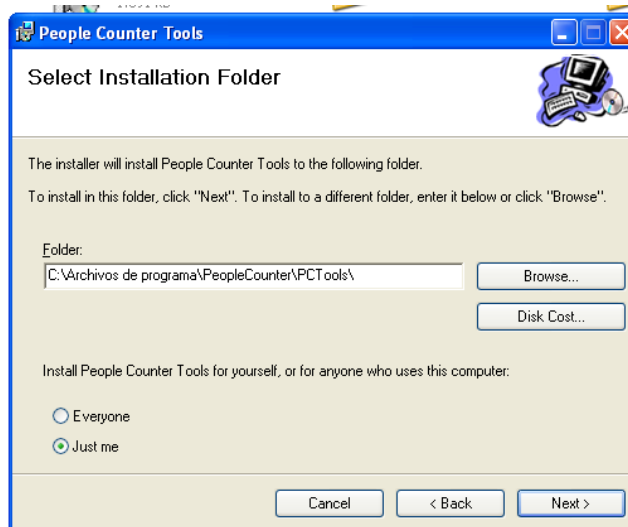 People Counter Tools
Select Installation Folder
The installer will install People Counter Tools to the following folder.
To install in this folder, click "Next". To install to a different folder, enter it below or click "Browse".
Folder:
C:\Archivos de programa\PeopleCounter\PCTools\
Browse...
Disk Cost...
Install People Counter Tools for yourself, or for anyone who uses this computer:
Everyone
Just me
Cancel
< Back
Next >